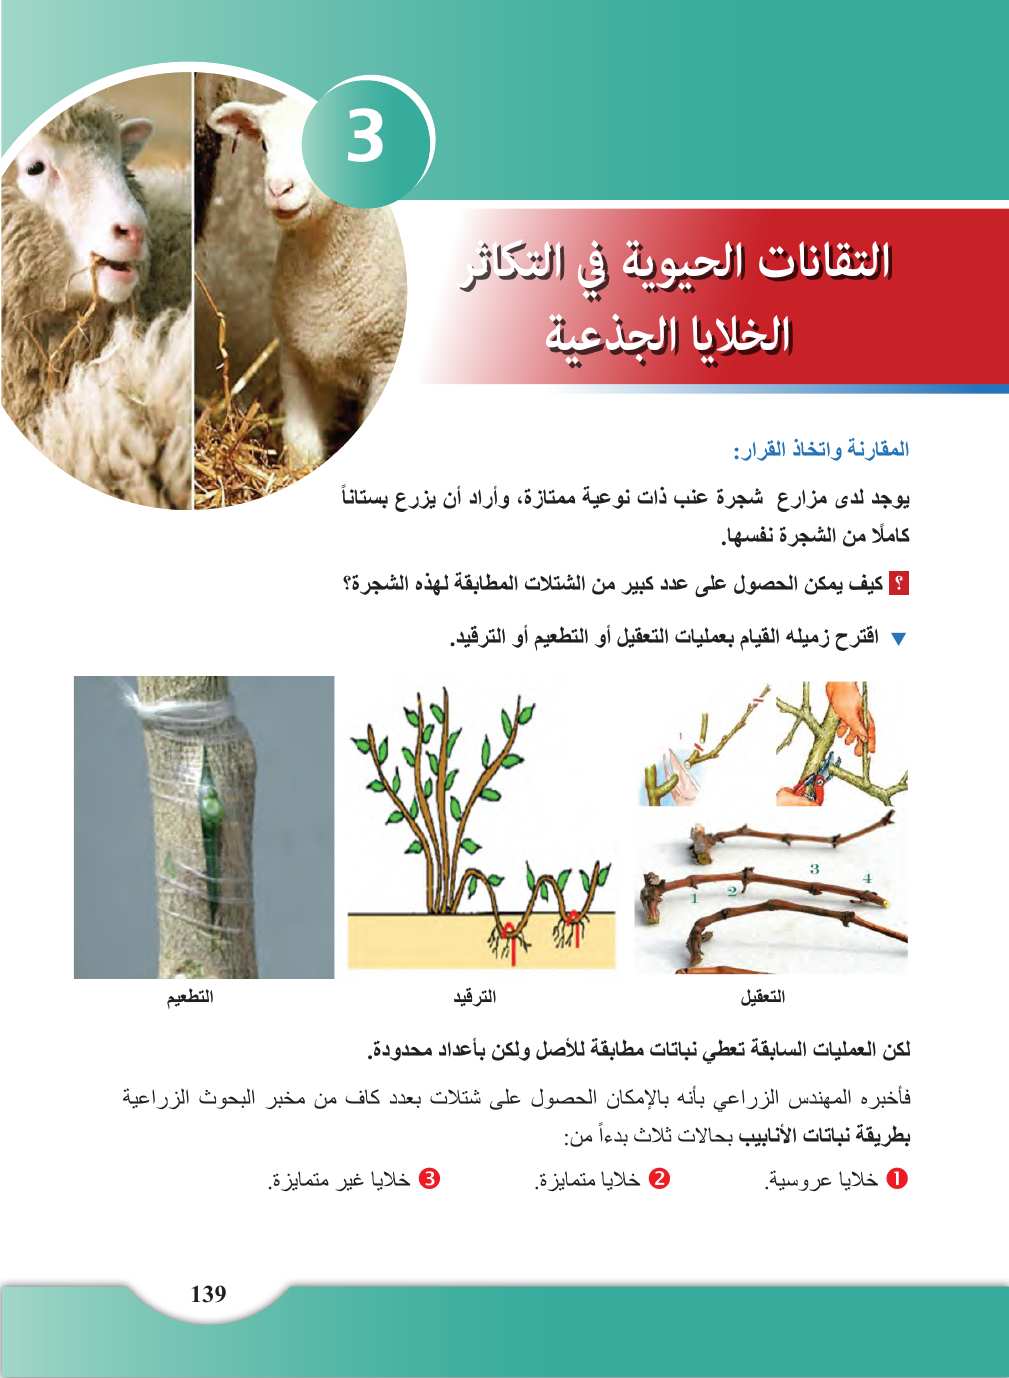 3
التقانات الحيوية في التكاثر
الخلايا الجذعية
المقارنة واتخاذ القرار:
يوجد لدى مزارع شجرة عنب ذات نوعية ممتازة، وأراد أن يزرع بستاناً
كاملًا من الشجرة نفسها.
؟ كيف يمكن الحصول على عدد كبير من الشتلات المطابقة لهذه الشجرة؟
اقترح زميله القيام بعمليات التعقيل أو التطعيم أو الترقيد.
1
3
4
2
1
التعقيل
الترقيد
التطعيم
لكن العمليات السابقة تعطي نباتات مطابقة للأصل ولكن بأعداد محدودة.
فأخبره المهندس الزراعي بأنه بالإمكان الحصول على شتلات بعدد كاف من مخبر البحوث الزراعية
بطريقة نباتات الأنابيب بحالات ثلاث بدءاً من:
1 خلايا عروسية. 2 خلايا متمايزة. 3 خلايا غير متمايزة.
139